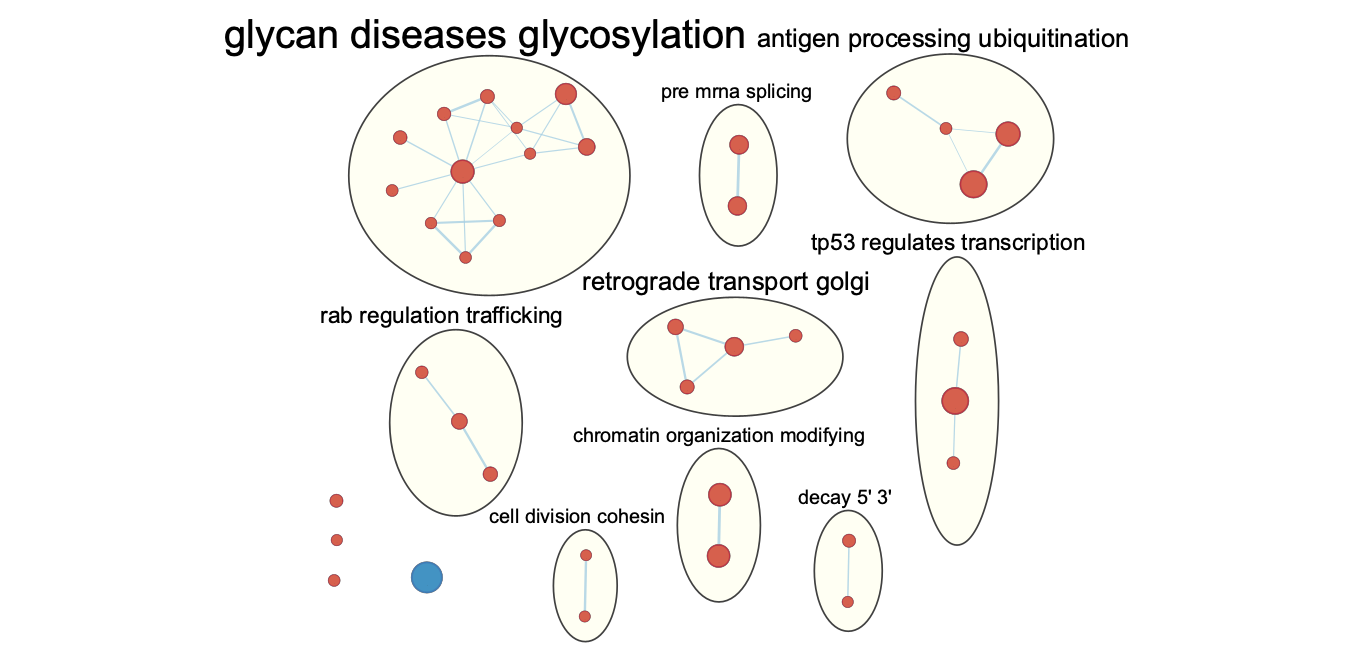 glycan diseases glycosylation
antigen processing ubiquitination
pre mrna splicing
tp53 regulates transcription
retrograde transport golgi
rab regulation trafficking
chromatin organization modifying
decay 5' 3'
cell division cohesin